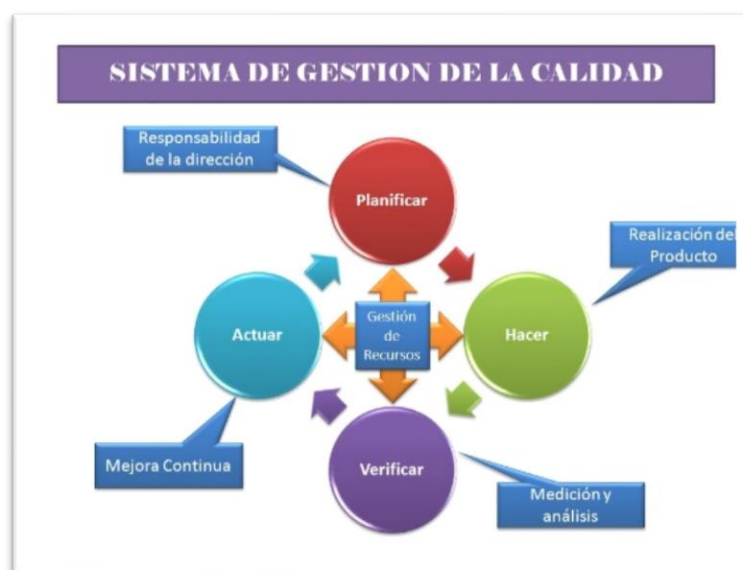 SISTEMA DE GESTION DE LA CALIDAD
Responsabilidad
de la dirección
Planificar
Realización del
Producto
Actuar
Gestión
de
Recursos
Hacer
Mejora Continua
Verificar
Medición y
análisis